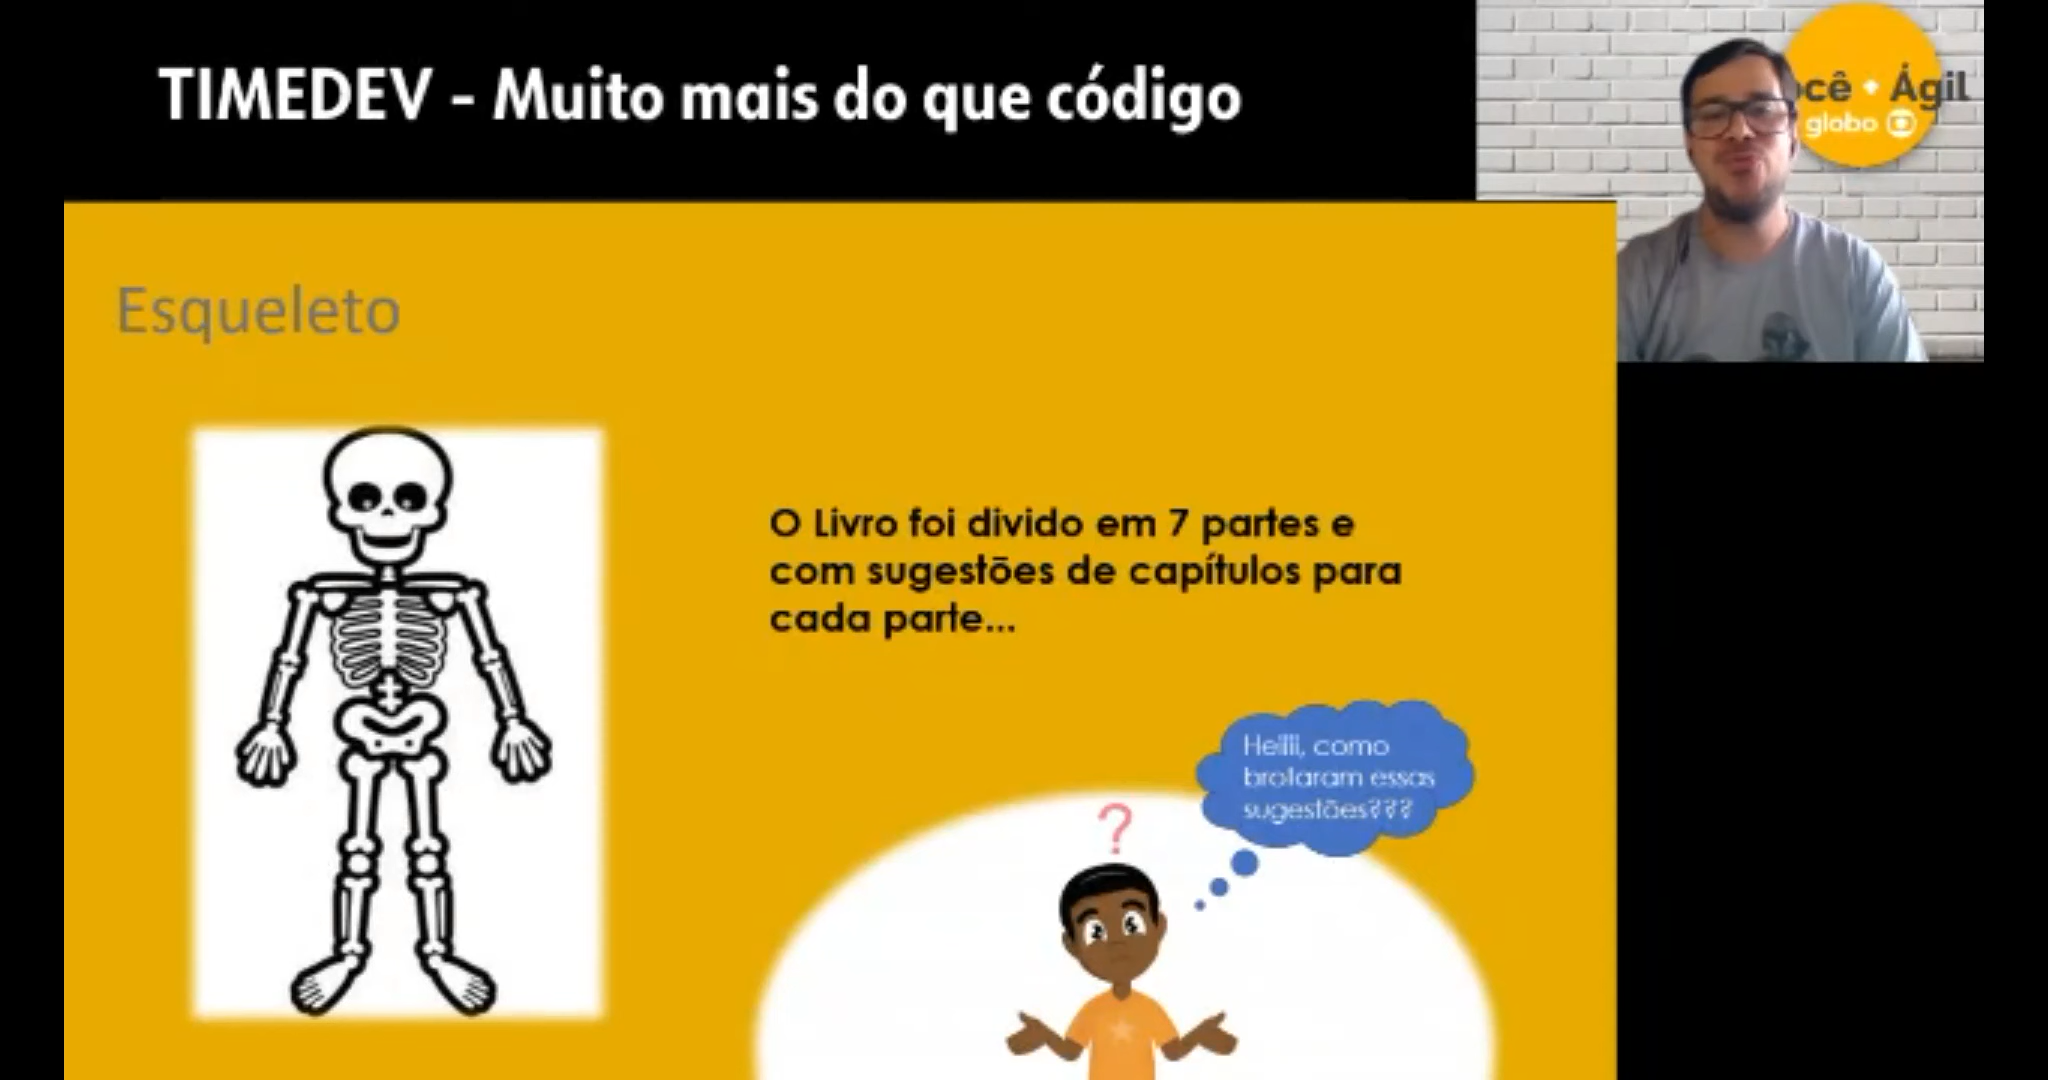 TIMEDEV - Muito mais do que código
ocê + Ágil
globo
Esqueleto
O Livro foi divido em 7 partes e
com sugestões de capítulos para
cada parte...
Heiiii, como
brotaram essas
sugestões???
?